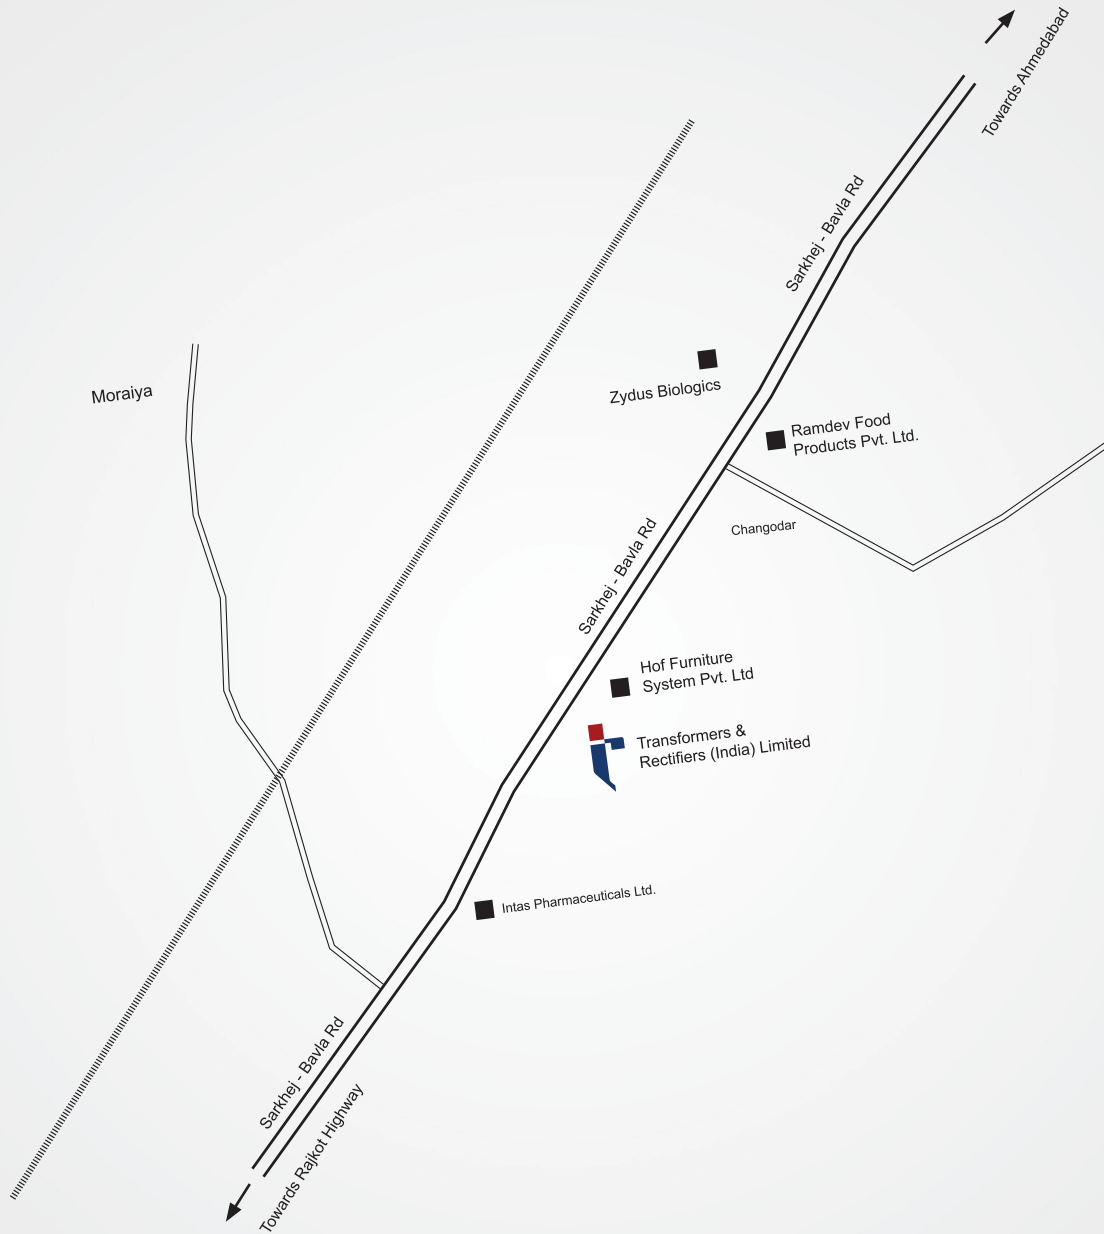 Towards Ahmedabad
Sarkhej - Bavla Rd
Zydus Biologics
Moraiya
Ramdev Food
Products Pvt. Ltd.
Changodar
Sarkhej - Bavla Rd
Hof Furniture
System Pvt. Ltd
Transformers &
Rectifiers (India) Limited
Intas Pharmaceuticals Ltd.
Sarkhej - Bavla Rd
Towards Rajkot Highway